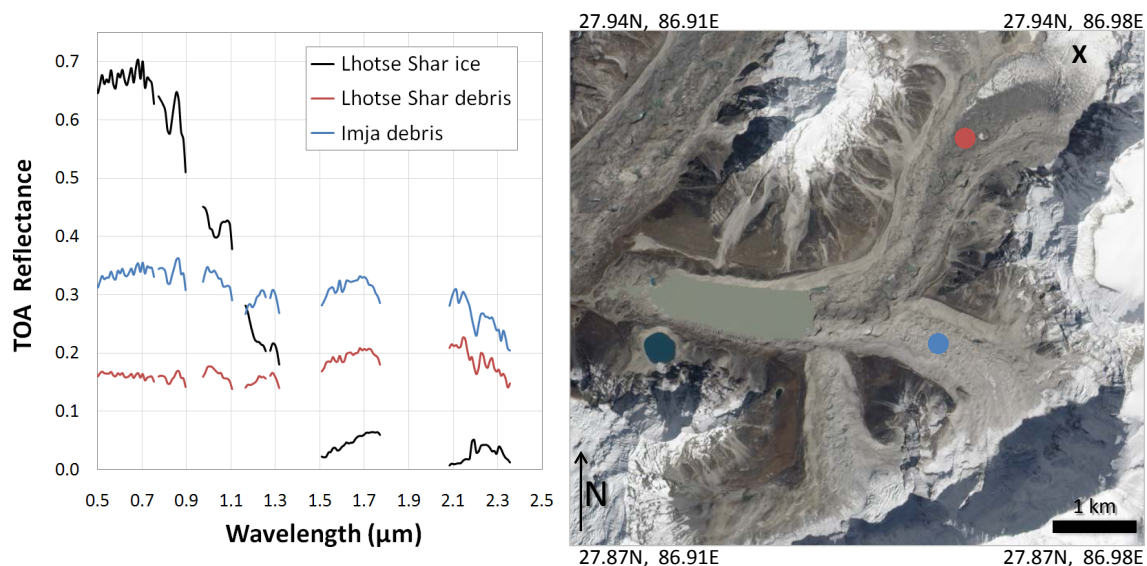 27.94N, 86.91E
27.94N, 86.98E
TOA Reflectance
0.7
0.6
0.5
0.4
0.3
0.2
0.1
0.0
Lhotse Shar ice
Lhotse Shar debris
Imja debris
0.5 0.7 0.9 1.1 1.3 1.5 1.7 1.9 2.1 2.3 2.5
Wavelength (µm)
X
N
1 km
27.87N, 86.91E
27.87N, 86.98E